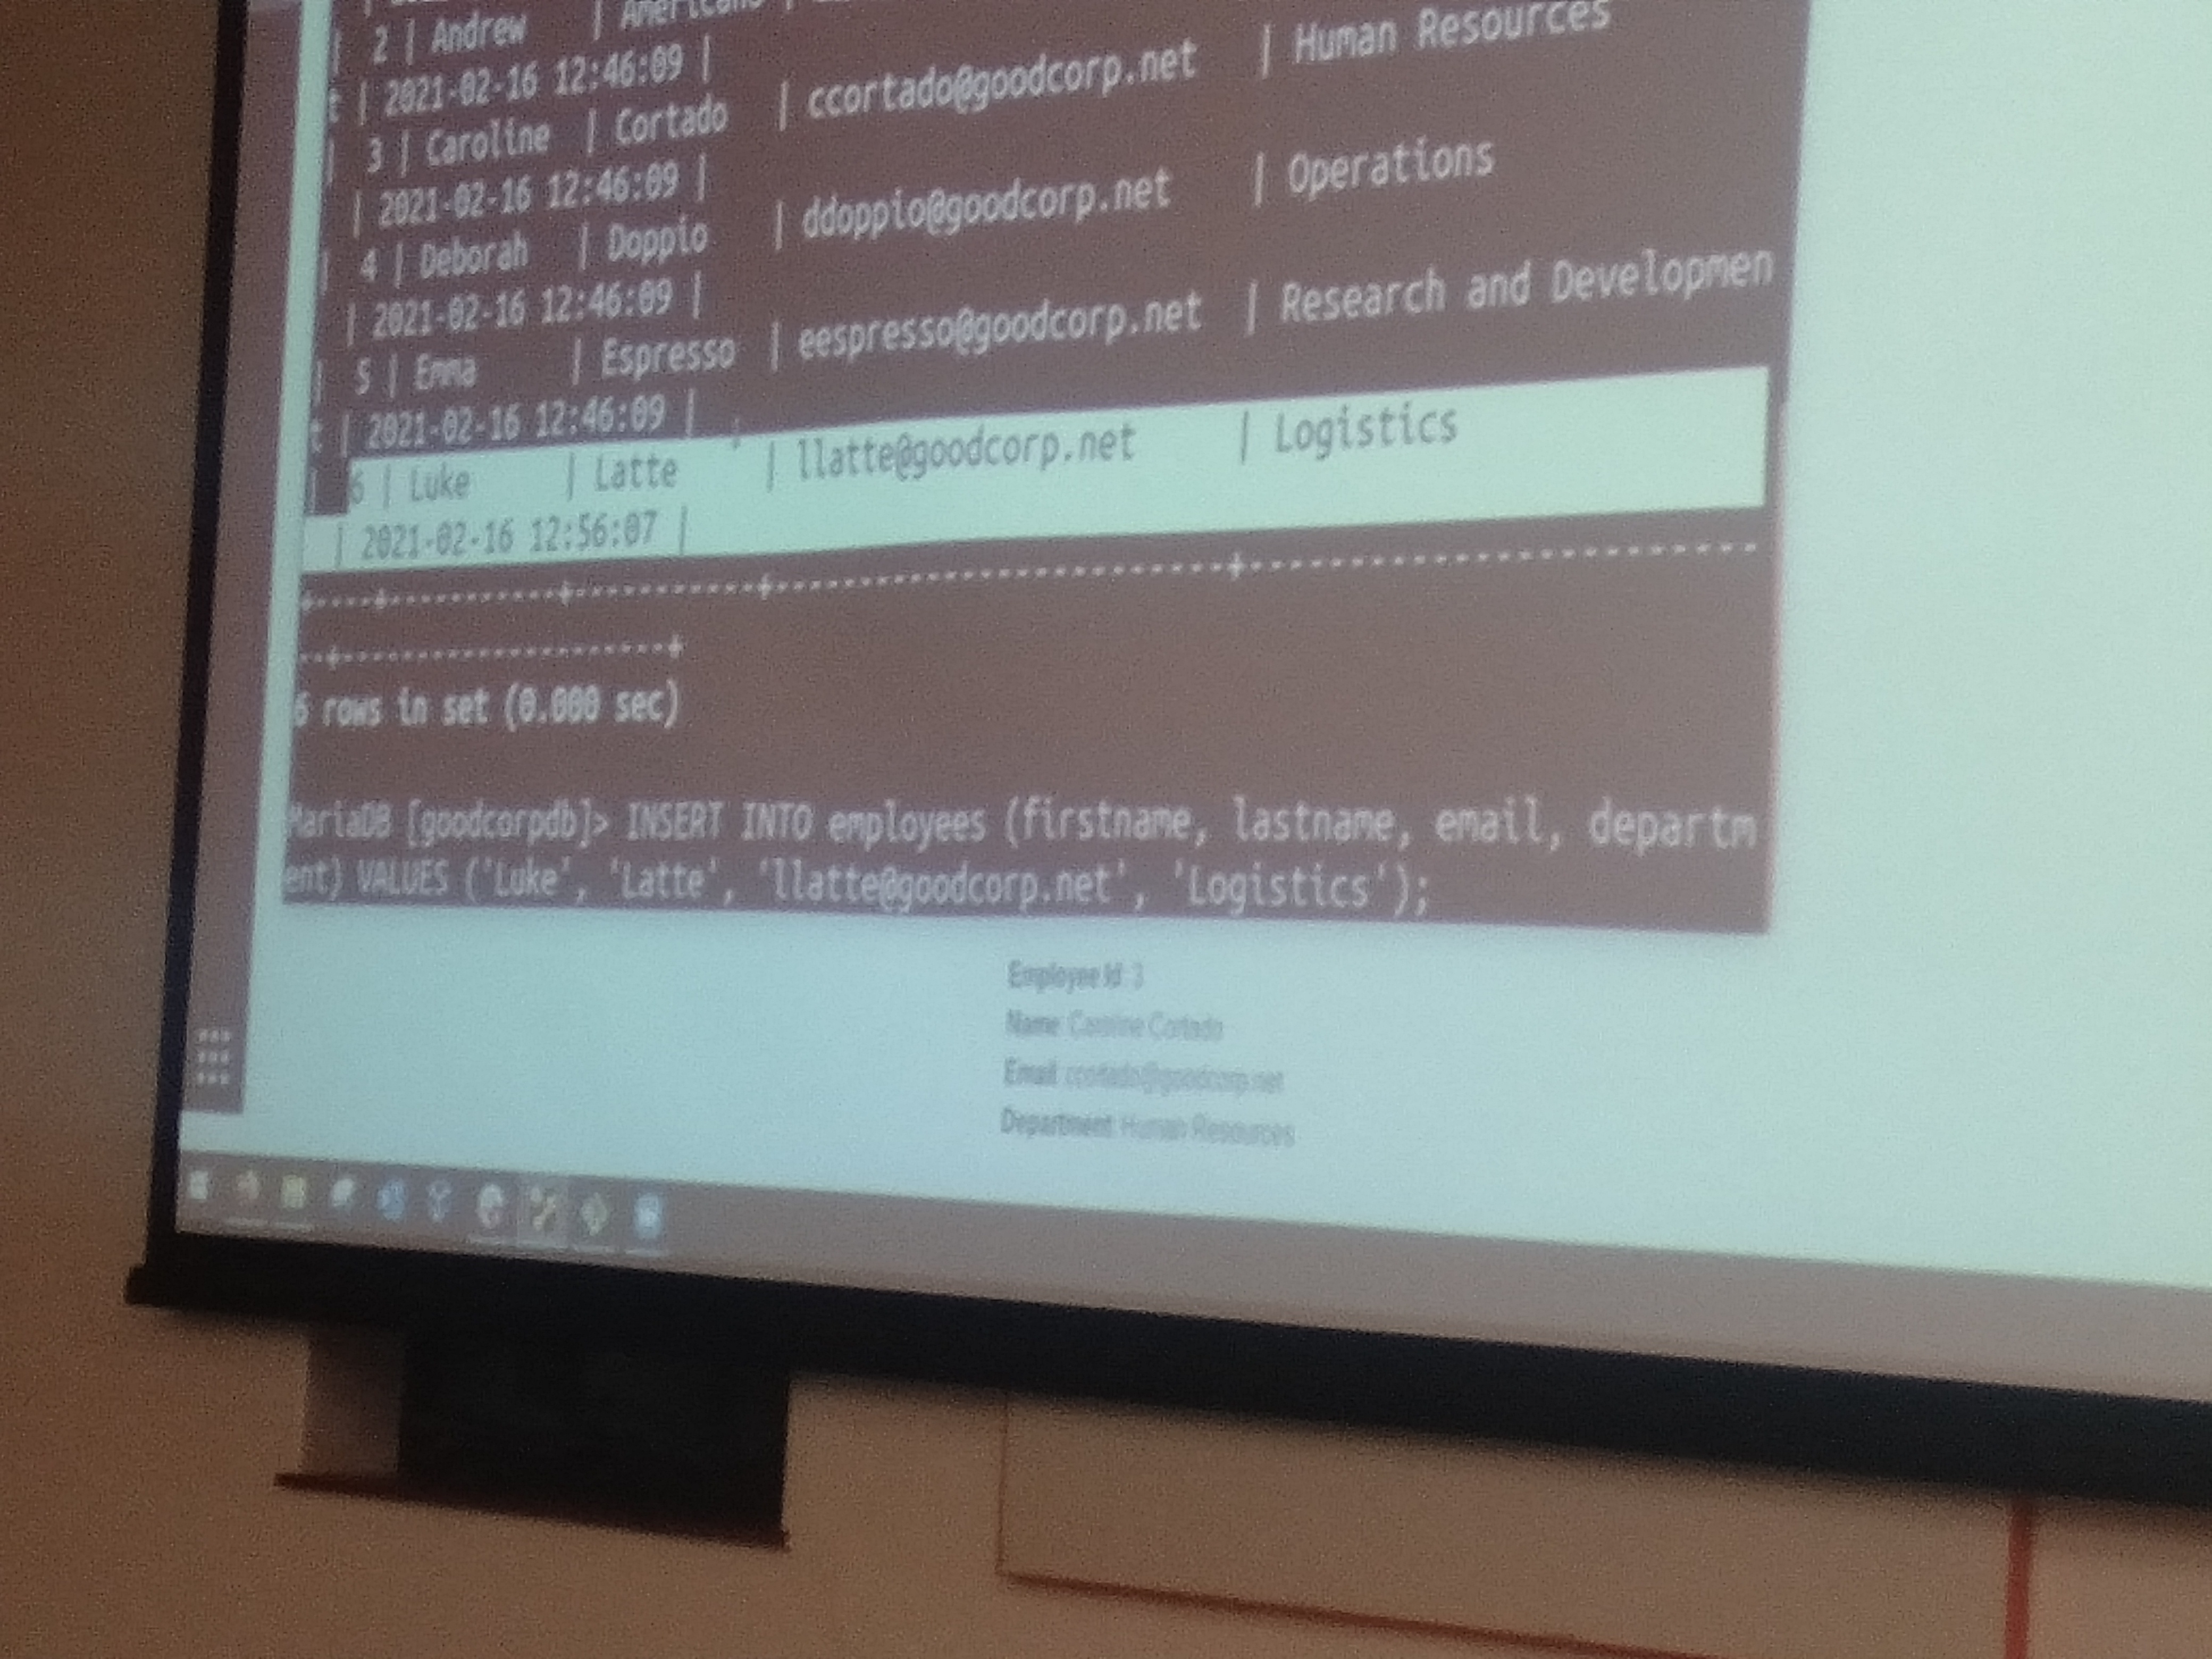 | 2 | Andrew | Americano |
t | 2021-02-16 12:46:09 |
| 3 | Caroline | Cortado | ccortado@goodcorp.net | Human Resources
| 2021-02-16 12:46:09 |
| 4 | Deborah | Doppio | ddoppio@goodcorp.net | Operations
| 2021-02-16 12:46:09 |
| 5 | Emma | Espresso | eespresso@goodcorp.net | Research and Developmen
t | 2021-02-16 12:46:09 |
| 6 | Luke | Latte | llatte@goodcorp.net | Logistics
| 2021-02-16 12:56:07 |
6 rows in set (0.000 sec)
MariaDB [goodcorpdb]> INSERT INTO employees (firstname, lastname, email, departm
ent) VALUES ('Luke', 'Latte', 'llatte@goodcorp.net', 'Logistics');
Employee Id: 3
Name: Caroline Cortado
Email: ccortado@goodcorp.net
Department: Human Resources